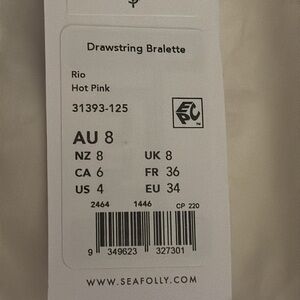 Drawstring Bralette
Rio
Hot Pink
31393-125
EPC
AU 8
NZ 8 UK 8
CA 6 FR 36
US 4 EU 34
2464 1446 CP 220
9 349623 327301
WWW.SEAFOLLY.COM